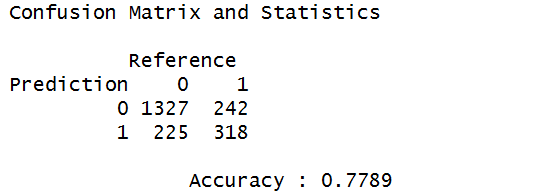 Confusion Matrix and Statistics
Reference
Prediction 0 1
0 1327 242
1 225 318
Accuracy : 0.7789